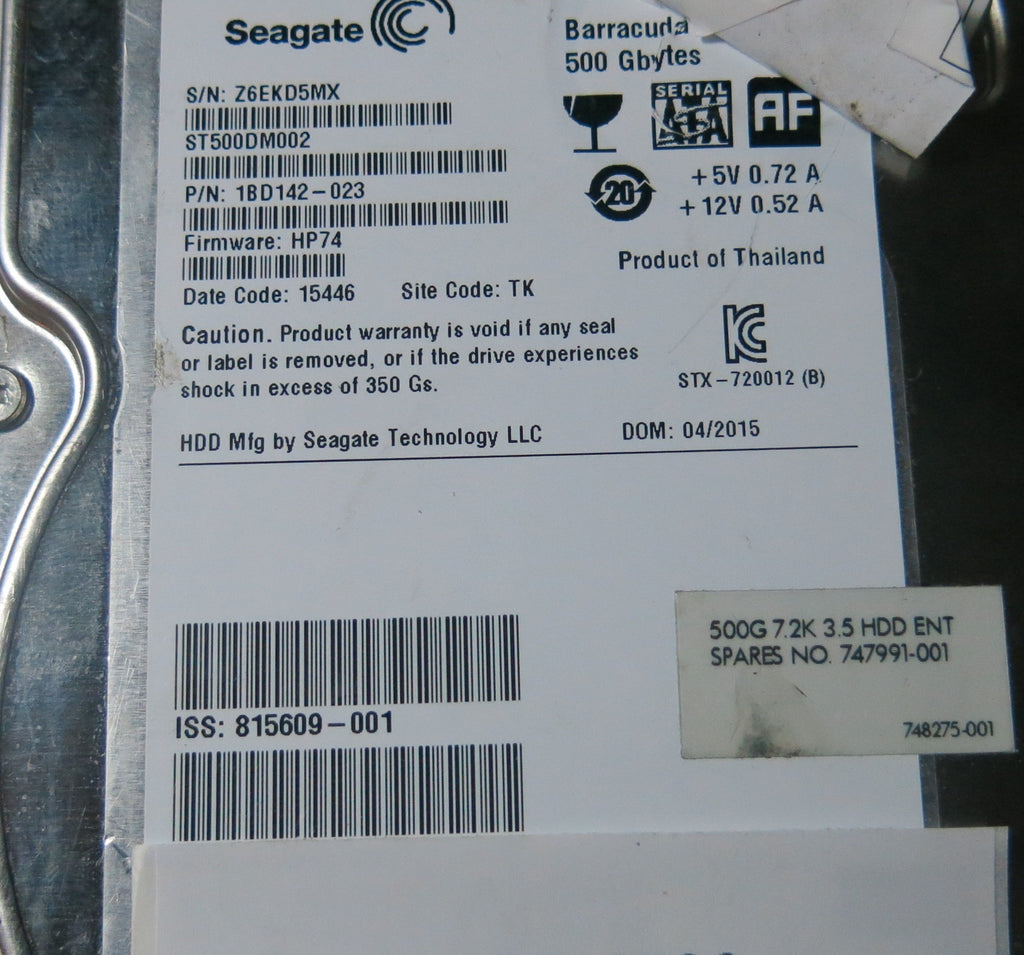 Seagate
Barracuda
500 Gbytes
S/N: Z6EKD5MX
ST500DM002
P/N: 1BD142-023
Firmware: HP74
Date Code: 15446 Site Code: TK
SERIAL
ATA
AF
20
+5V 0.72 A
+12V 0.52 A
Product of Thailand
Caution. Product warranty is void if any seal
or label is removed, or if the drive experiences
shock in excess of 350 Gs.
STX-720012 (B)
HDD Mfg by Seagate Technology LLC DOM: 04/2015
500G 7.2K 3.5 HDD ENT
SPARES NO. 747991-001
748275-001
ISS: 815609-001